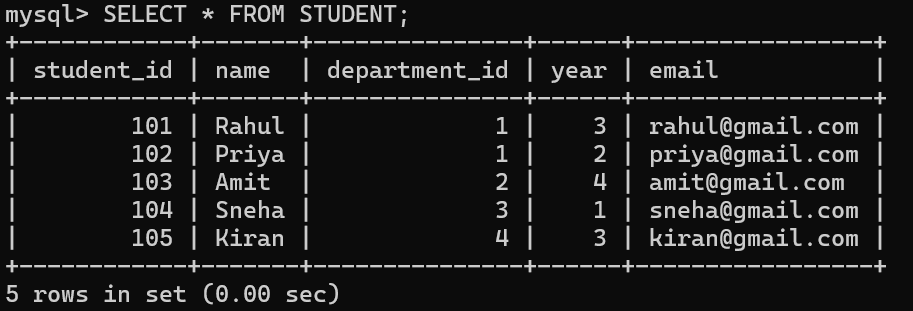 mysql> SELECT * FROM STUDENT;
+------------+-------+---------------+------+-----------------+
| student_id | name  | department_id | year | email           |
+------------+-------+---------------+------+-----------------+
|        101 | Rahul |             1 |    3 | rahul@gmail.com |
|        102 | Priya |             1 |    2 | priya@gmail.com |
|        103 | Amit  |             2 |    4 | amit@gmail.com  |
|        104 | Sneha |             3 |    1 | sneha@gmail.com |
|        105 | Kiran |             4 |    3 | kiran@gmail.com |
+------------+-------+---------------+------+-----------------+
5 rows in set (0.00 sec)